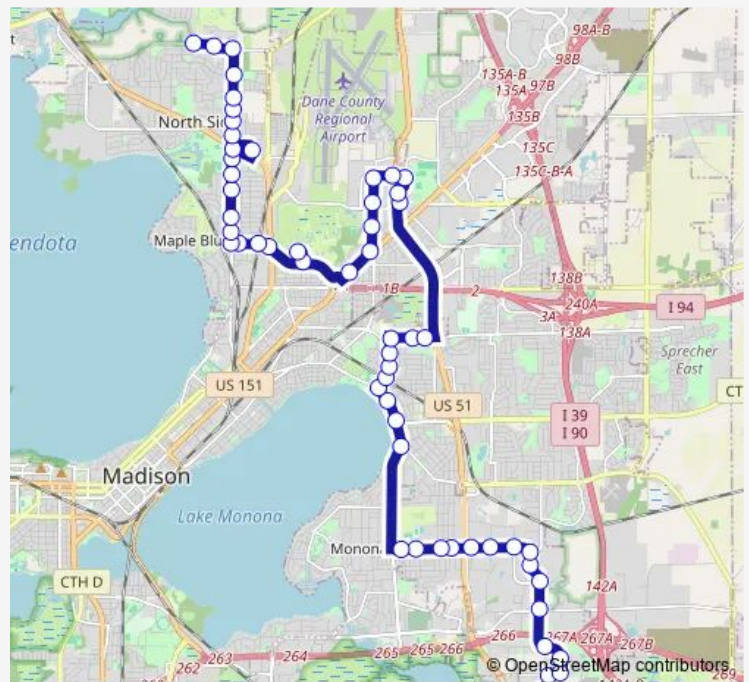 98A-B
98B
t
135A-B
97B
135A
Dane County
Regional
Airport
135B
North Si
135C
135C-B-A
endota
Maple Blu
138B
1B
2
240A
I 94
3A
138A
Sprecher
East
US 151
CT
US 51
I 39
I 90
Madison
Lake Monona
Monon
CTH D
142A
266
267A
267A
267B
265
266
264
263
262
269
© OpenStreetMap contributors